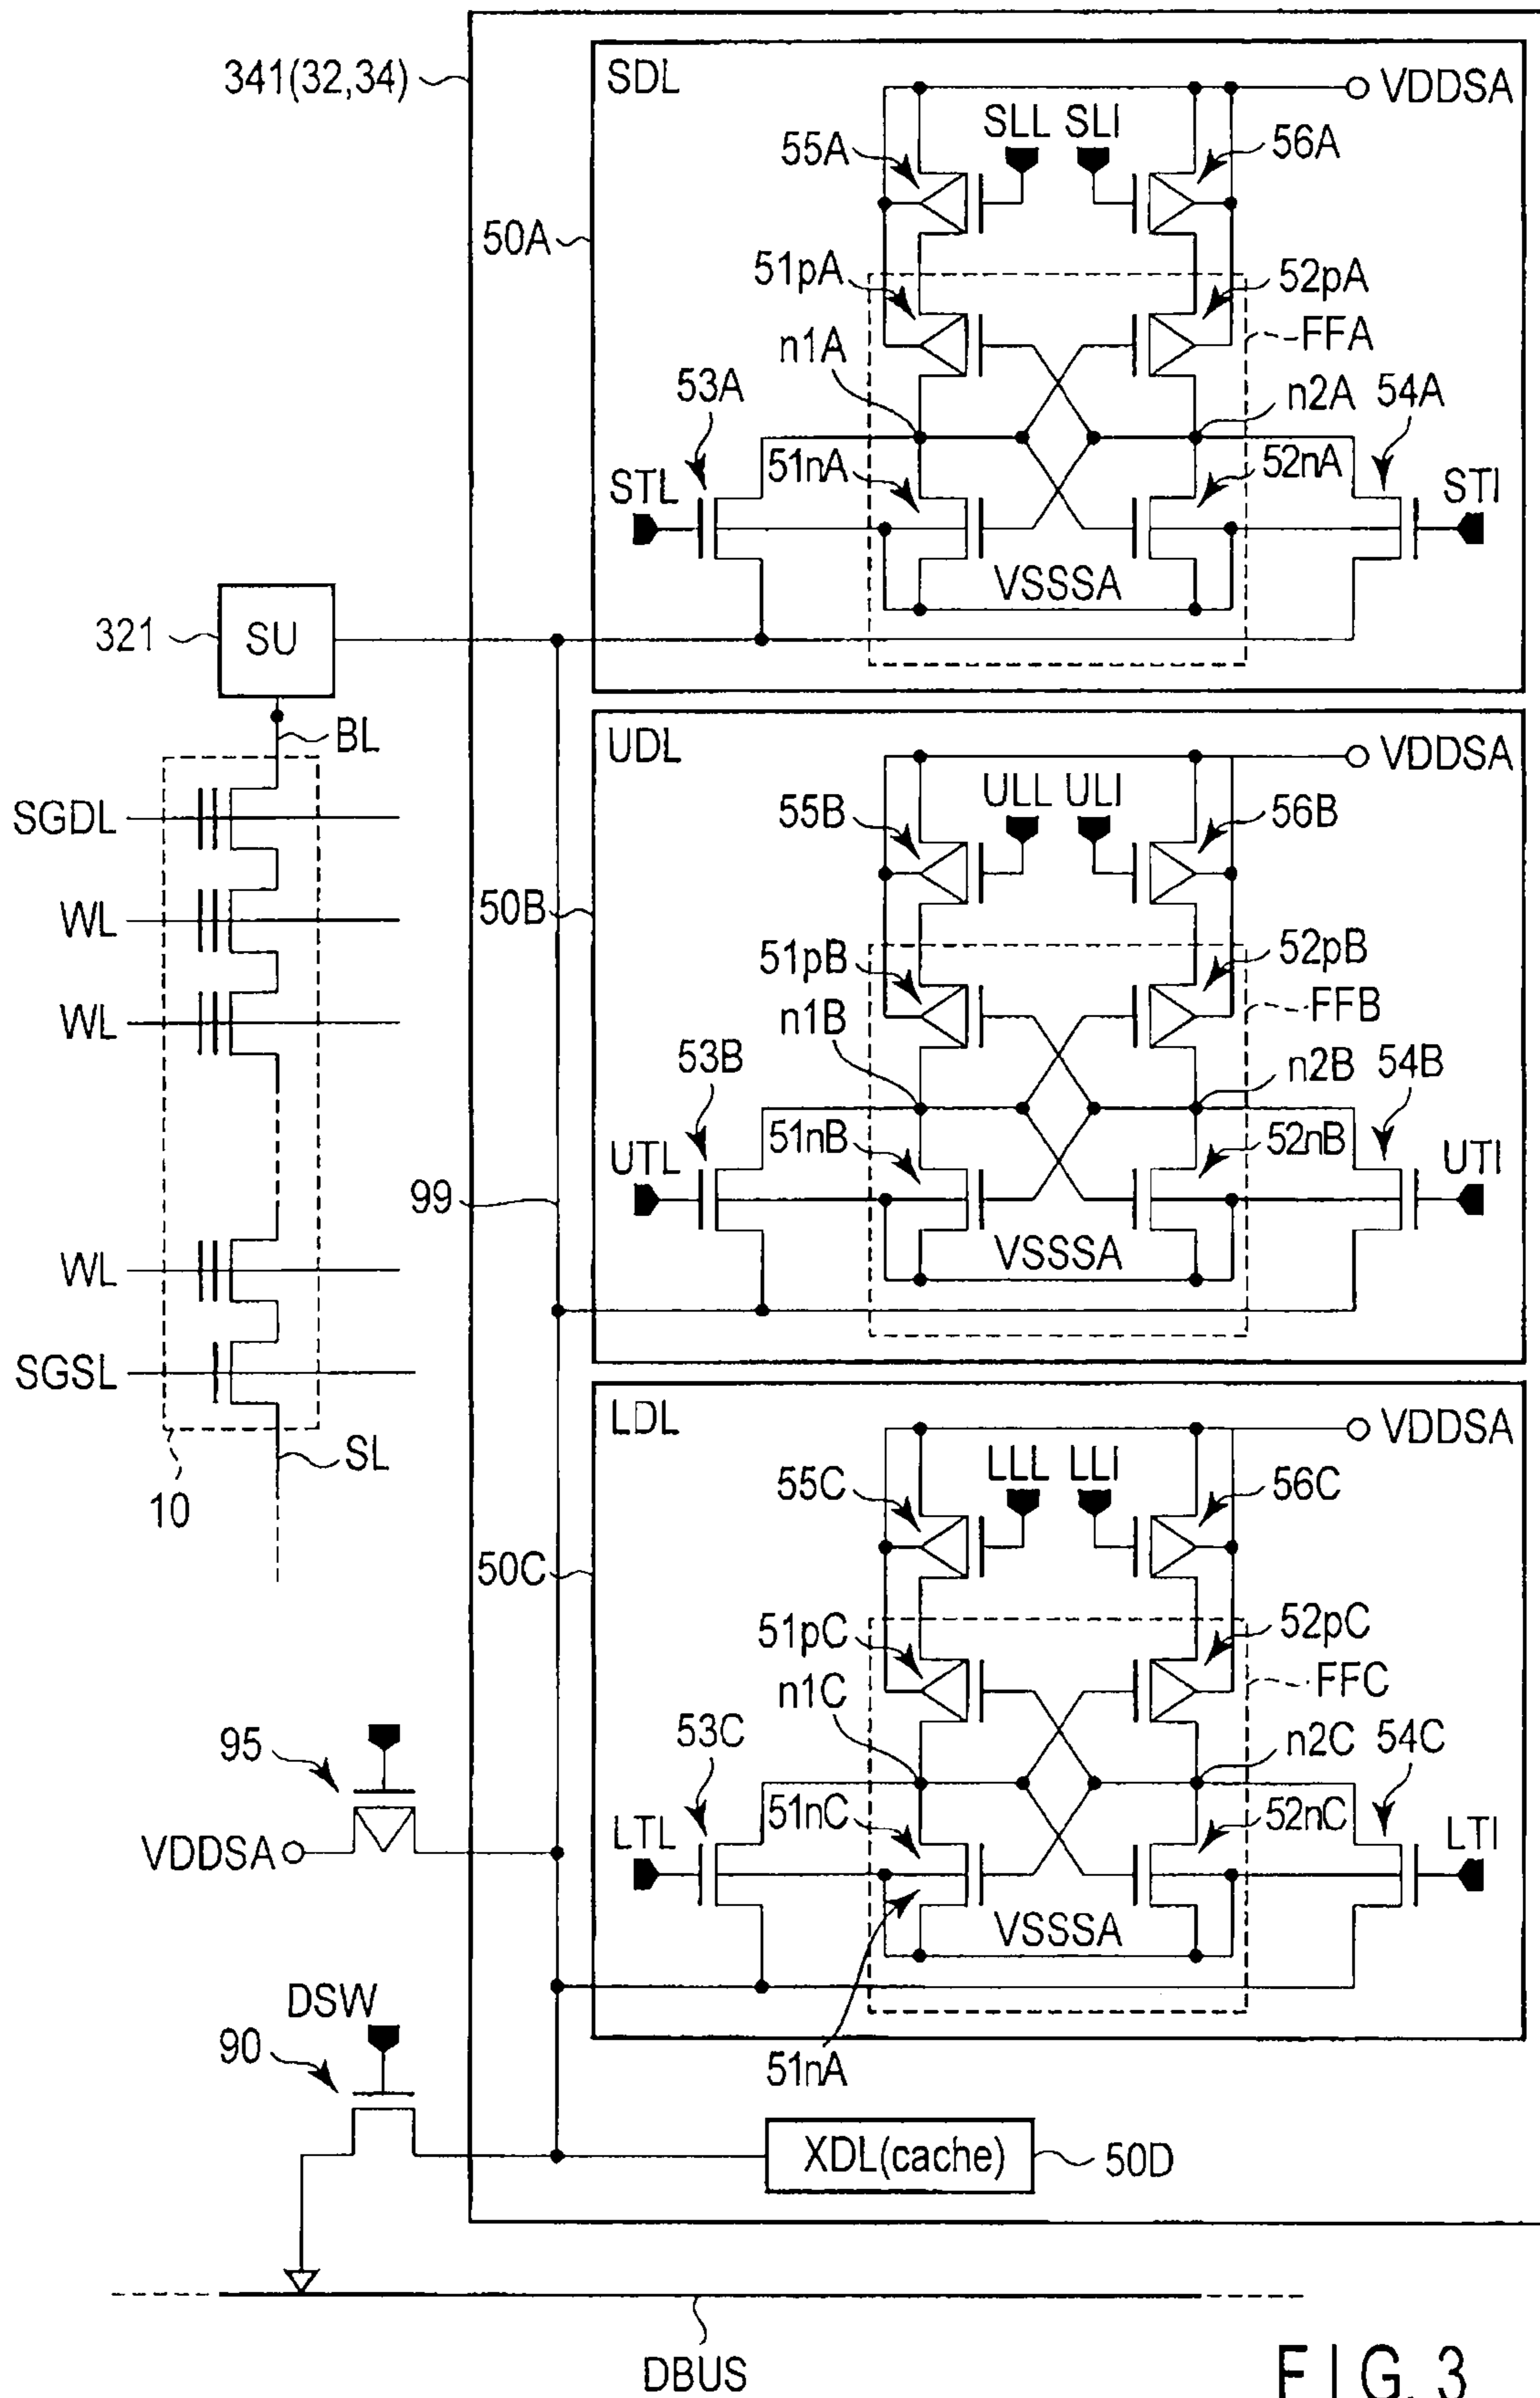 341(32,34)
SDL
VDDSA
SLL SLI
55A
56A
50A
51pA
52pA
FFA
n1A
53A
n2A 54A
51nA
52nA
STL
STI
VSSSA
321
SU
BL
UDL
VDDSA
ULL ULI
55B
56B
SGDL
50B
WL
51pB
52pB
WL
n1B
FFB
53B
n2B 54B
51nB
52nB
UTL
UTI
99
VSSSA
WL
SGSL
SL
10
LDL
VDDSA
LLL LLI
55C
56C
50C
51pC
52pC
n1C
FFC
95
53C
n2C 54C
51nC
52nC
VDDSA
LTL
LTI
VSSSA
DSW
90
51nA
XDL(cache)
50D
DBUS
FIG. 3